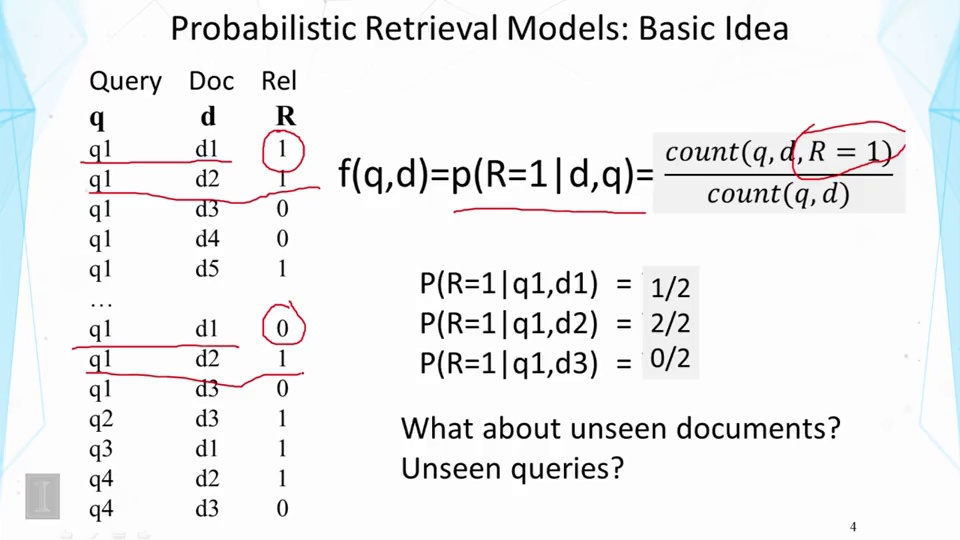 Probabilistic Retrieval Models: Basic Idea
Query Doc Rel
q d R
q1 d1 1
q1 d2 1
q1 d3 0
q1 d4 0
q1 d5 1
…
q1 d1 0
q1 d2 1
q1 d3 0
q2 d3 1
q3 d1 1
q4 d2 1
q4 d3 0
f(q,d)=p(R=1|d,q)= count(q, d, R = 1)
count(q, d)
P(R=1|q1,d1) = 1/2
P(R=1|q1,d2) = 2/2
P(R=1|q1,d3) = 0/2
What about unseen documents?
Unseen queries?
I
4